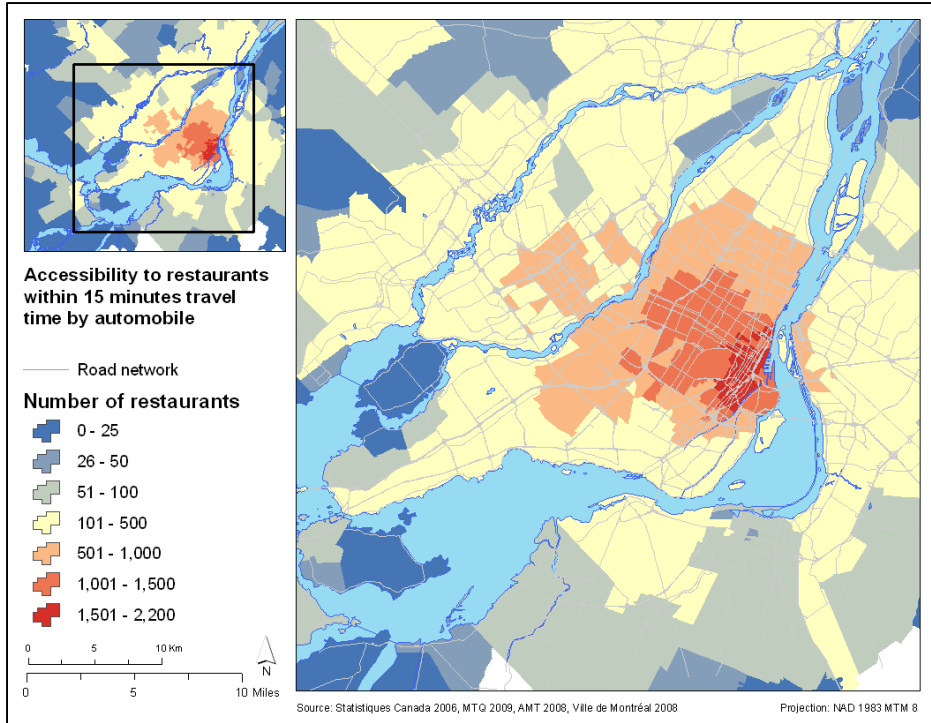 Accessibility to restaurants
within 15 minutes travel
time by automobile
Road network
Number of restaurants
0 - 25
26 - 50
51 - 100
101 - 500
501 - 1,000
1,001 - 1,500
1,501 - 2,200
0 5 10 Km
N
0 5 10 Miles
Source: Statistiques Canada 2006, MTQ 2009, AMT 2008, Ville de Montréal 2008 Projection: NAD 1983 MTM 8